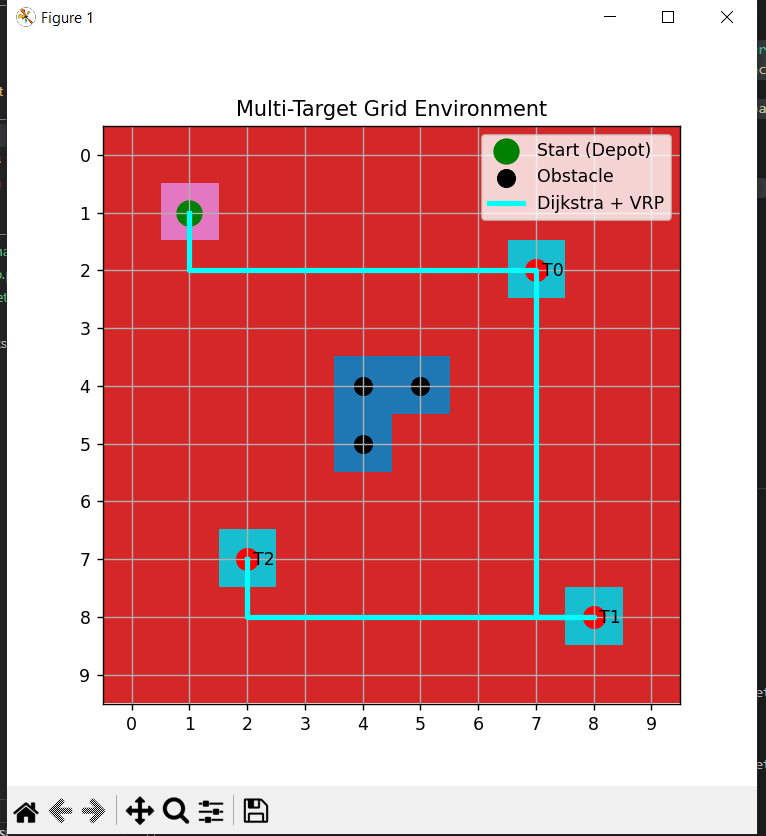 Figure 1
Multi-Target Grid Environment
Start (Depot)
Obstacle
Dijkstra + VRP
0
1
2
T0
3
4
5
6
7
T2
8
T1
9
0 1 2 3 4 5 6 7 8 9